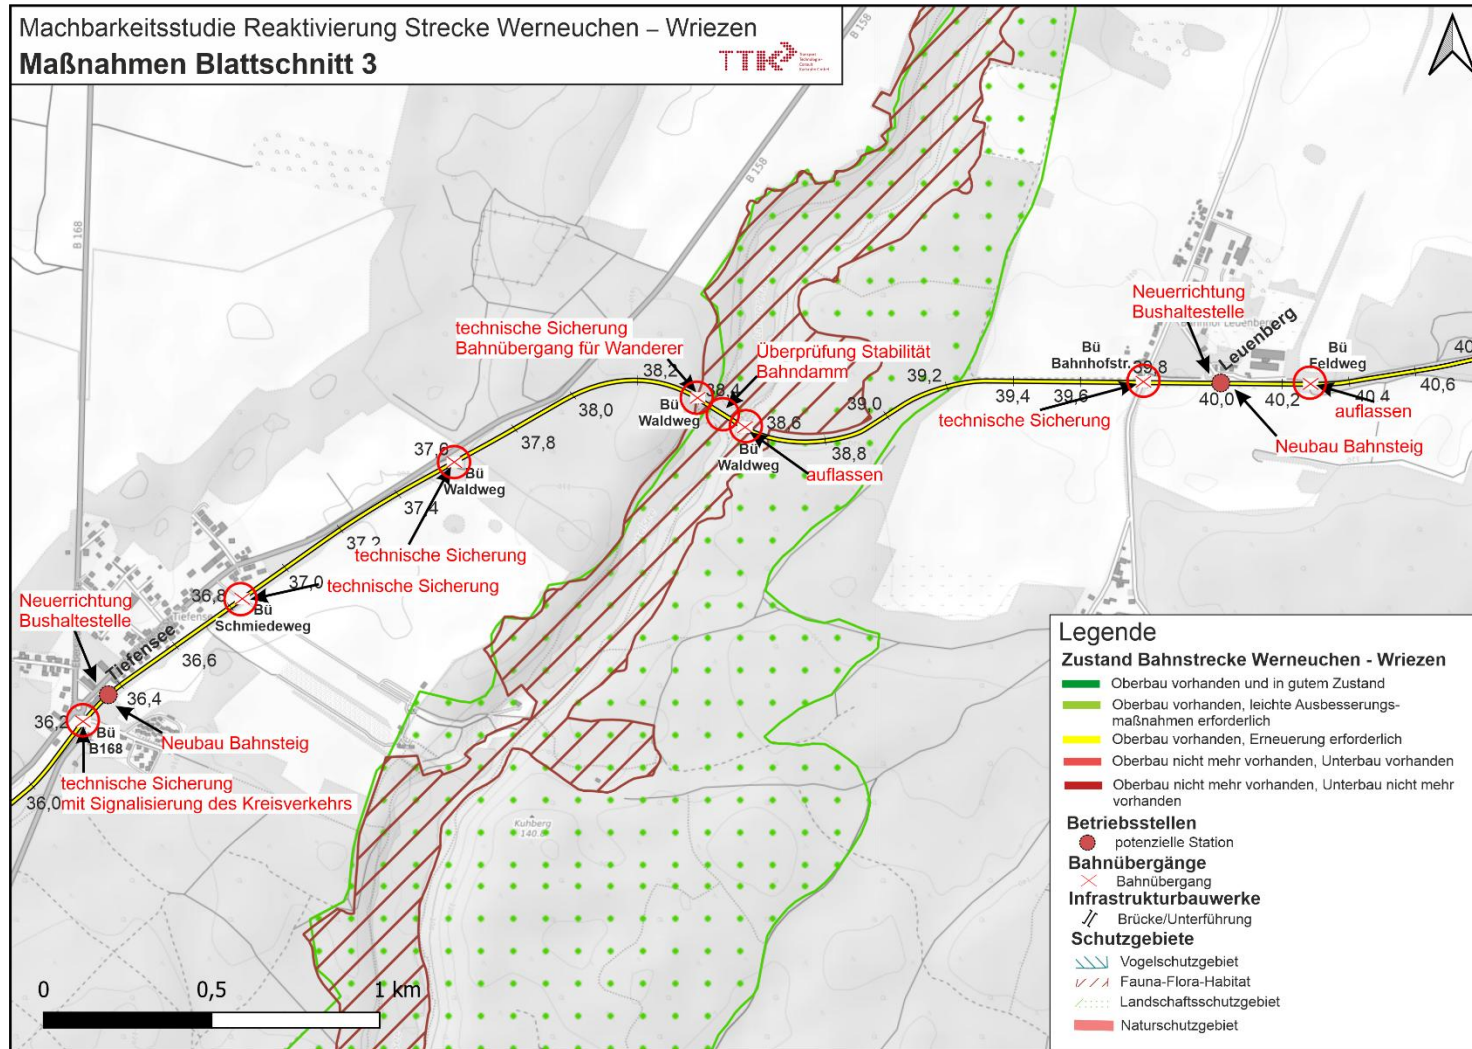 Machbarkeitsstudie Reaktivierung Strecke Werneuchen – Wriezen
Maßnahmen Blattschnitt 3
TTK
B 158
B 168
B 158
technische Sicherung
Bahnübergang für Wanderer
Überprüfung Stabilität
Bahndamm
Neuerrichtung
Bushaltestelle
Leuenberg
Bü
Bahnhofstr.
Bü
Feldweg
technische Sicherung
Neubau Bahnsteig
auflassen
38,2
38,4
38,6
38,8
39,0
39,2
39,4
39,6
39,8
40,0
40,2
40,4
40,6
40
Bü
Waldweg
Bü
Waldweg
auflassen
38,0
37,8
37,6
37,4
37,2
37,0
36,8
36,6
36,4
36,2
36,0
Bü
Waldweg
technische Sicherung
technische Sicherung
Bü
Schmiedeweg
Neuerrichtung
Bushaltestelle
Tiefensee
Bü
B168
Neubau Bahnsteig
technische Sicherung
mit Signalisierung des Kreisverkehrs
Kuhberg
0
0,5
1 km
Legende
Zustand Bahnstrecke Werneuchen - Wriezen
Oberbau vorhanden und in gutem Zustand
Oberbau vorhanden, leichte Ausbesserungs-
maßnahmen erforderlich
Oberbau vorhanden, Erneuerung erforderlich
Oberbau nicht mehr vorhanden, Unterbau vorhanden
Oberbau nicht mehr vorhanden, Unterbau nicht mehr
vorhanden
Betriebsstellen
potenzielle Station
Bahnübergänge
Bahnübergang
Infrastrukturbauwerke
Brücke/Unterführung
Schutzgebiete
Vogelschutzgebiet
Fauna-Flora-Habitat
Landschaftsschutzgebiet
Naturschutzgebiet